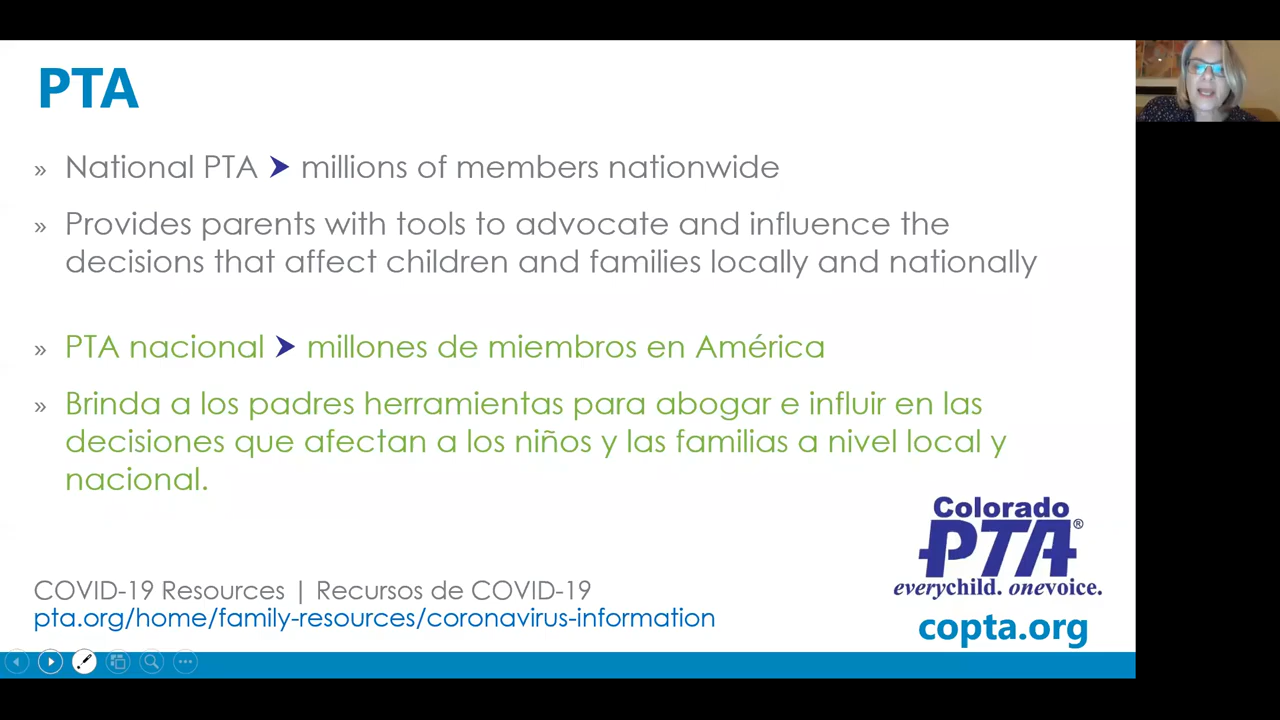 PTA
» National PTA ➤ millions of members nationwide
» Provides parents with tools to advocate and influence the
decisions that affect children and families locally and nationally
» PTA nacional ➤ millones de miembros en América
» Brinda a los padres herramientas para abogar e influir en las
decisiones que afectan a los niños y las familias a nivel local y
nacional.
COVID-19 Resources | Recursos de COVID-19
pta.org/home/family-resources/coronavirus-information
Colorado
PTA®
everychild. onevoice.
copta.org